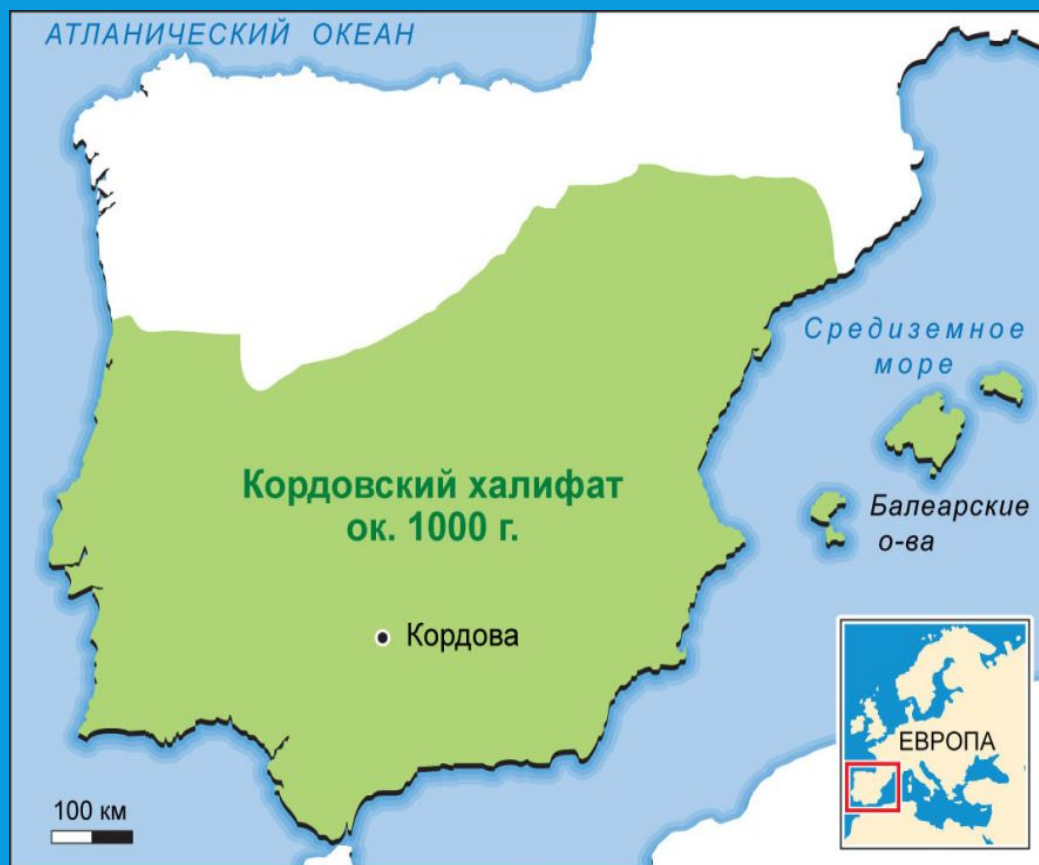 АТЛАНИЧЕСКИЙ ОКЕАН
Средиземное
море
Кордовский халифат
ок. 1000 г.
Балеарские
о-ва
Кордова
ЕВРОПА
100 км